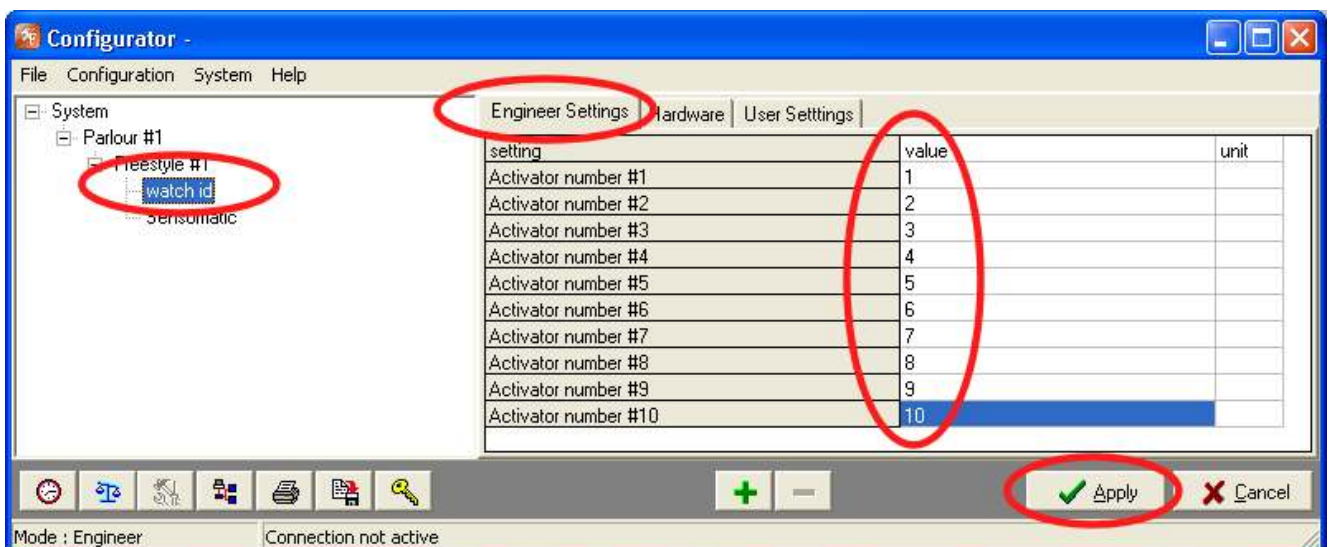 Configurator -
File Configuration System Help
System
Parlour #1
Freestyle #1
watch id
Sensomatic
Engineer Settings Hardware User Setttings
setting value unit
Activator number #1 1
Activator number #2 2
Activator number #3 3
Activator number #4 4
Activator number #5 5
Activator number #6 6
Activator number #7 7
Activator number #8 8
Activator number #9 9
Activator number #10 10
Apply Cancel
Mode : Engineer Connection not active